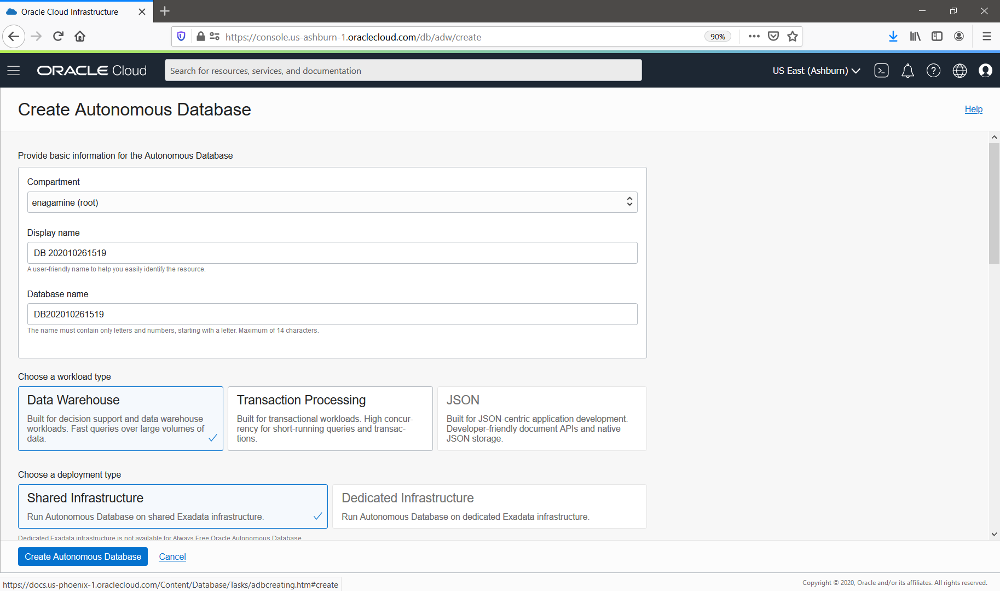 Oracle Cloud Infrastructure
https://console.us-ashburn-1.oraclecloud.com/db/adw/create
90%
ORACLE Cloud
Search for resources, services, and documentation
US East (Ashburn)
Create Autonomous Database
Help
Provide basic information for the Autonomous Database
Compartment
enagamine (root)
Display name
DB 202010261519
A user-friendly name to help you easily identify the resource.
Database name
DB202010261519
The name must contain only letters and numbers, starting with a letter. Maximum of 14 characters.
Choose a workload type
Data Warehouse
Built for decision support and data warehouse
workloads. Fast queries over large volumes of
data.
Transaction Processing
Built for transactional workloads. High concur-
rency for short-running queries and transac-
tions.
JSON
Built for JSON-centric application development.
Developer-friendly document APIs and native
JSON storage.
Choose a deployment type
Shared Infrastructure
Run Autonomous Database on shared Exadata infrastructure.
Dedicated Infrastructure
Run Autonomous Database on dedicated Exadata infrastructure.
Dedicated Exadata infrastructure is not available for Always Free Oracle Autonomous Database
Create Autonomous Database
Cancel
https://docs.us-phoenix-1.oraclecloud.com/Content/Database/Tasks/adbcreating.htm#create
Copyright © 2020, Oracle and/or its affiliates. All rights reserved.